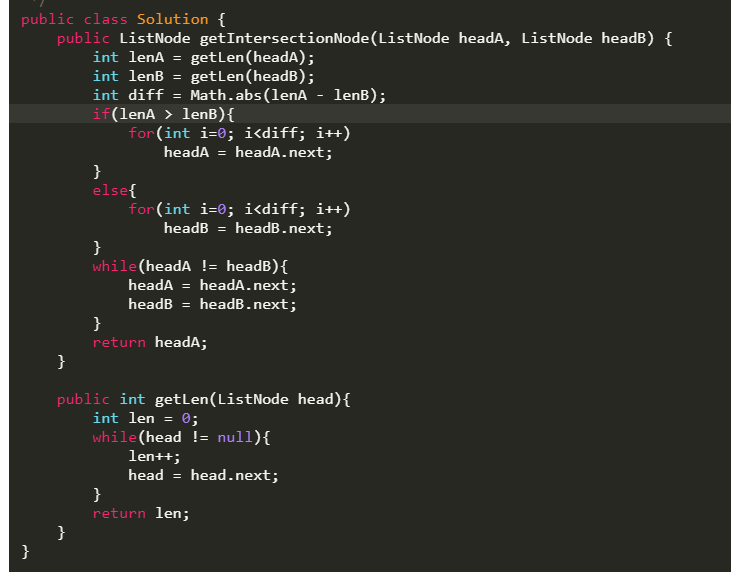 */
public class Solution {
    public ListNode getIntersectionNode(ListNode headA, ListNode headB) {
        int lenA = getLen(headA);
        int lenB = getLen(headB);
        int diff = Math.abs(lenA - lenB);
        if(lenA > lenB){
            for(int i=0; i<diff; i++)
                headA = headA.next;
        }
        else{
            for(int i=0; i<diff; i++)
                headB = headB.next;
        }
        while(headA != headB){
            headA = headA.next;
            headB = headB.next;
        }
        return headA;
    }

    public int getLen(ListNode head){
        int len = 0;
        while(head != null){
            len++;
            head = head.next;
        }
        return len;
    }
}